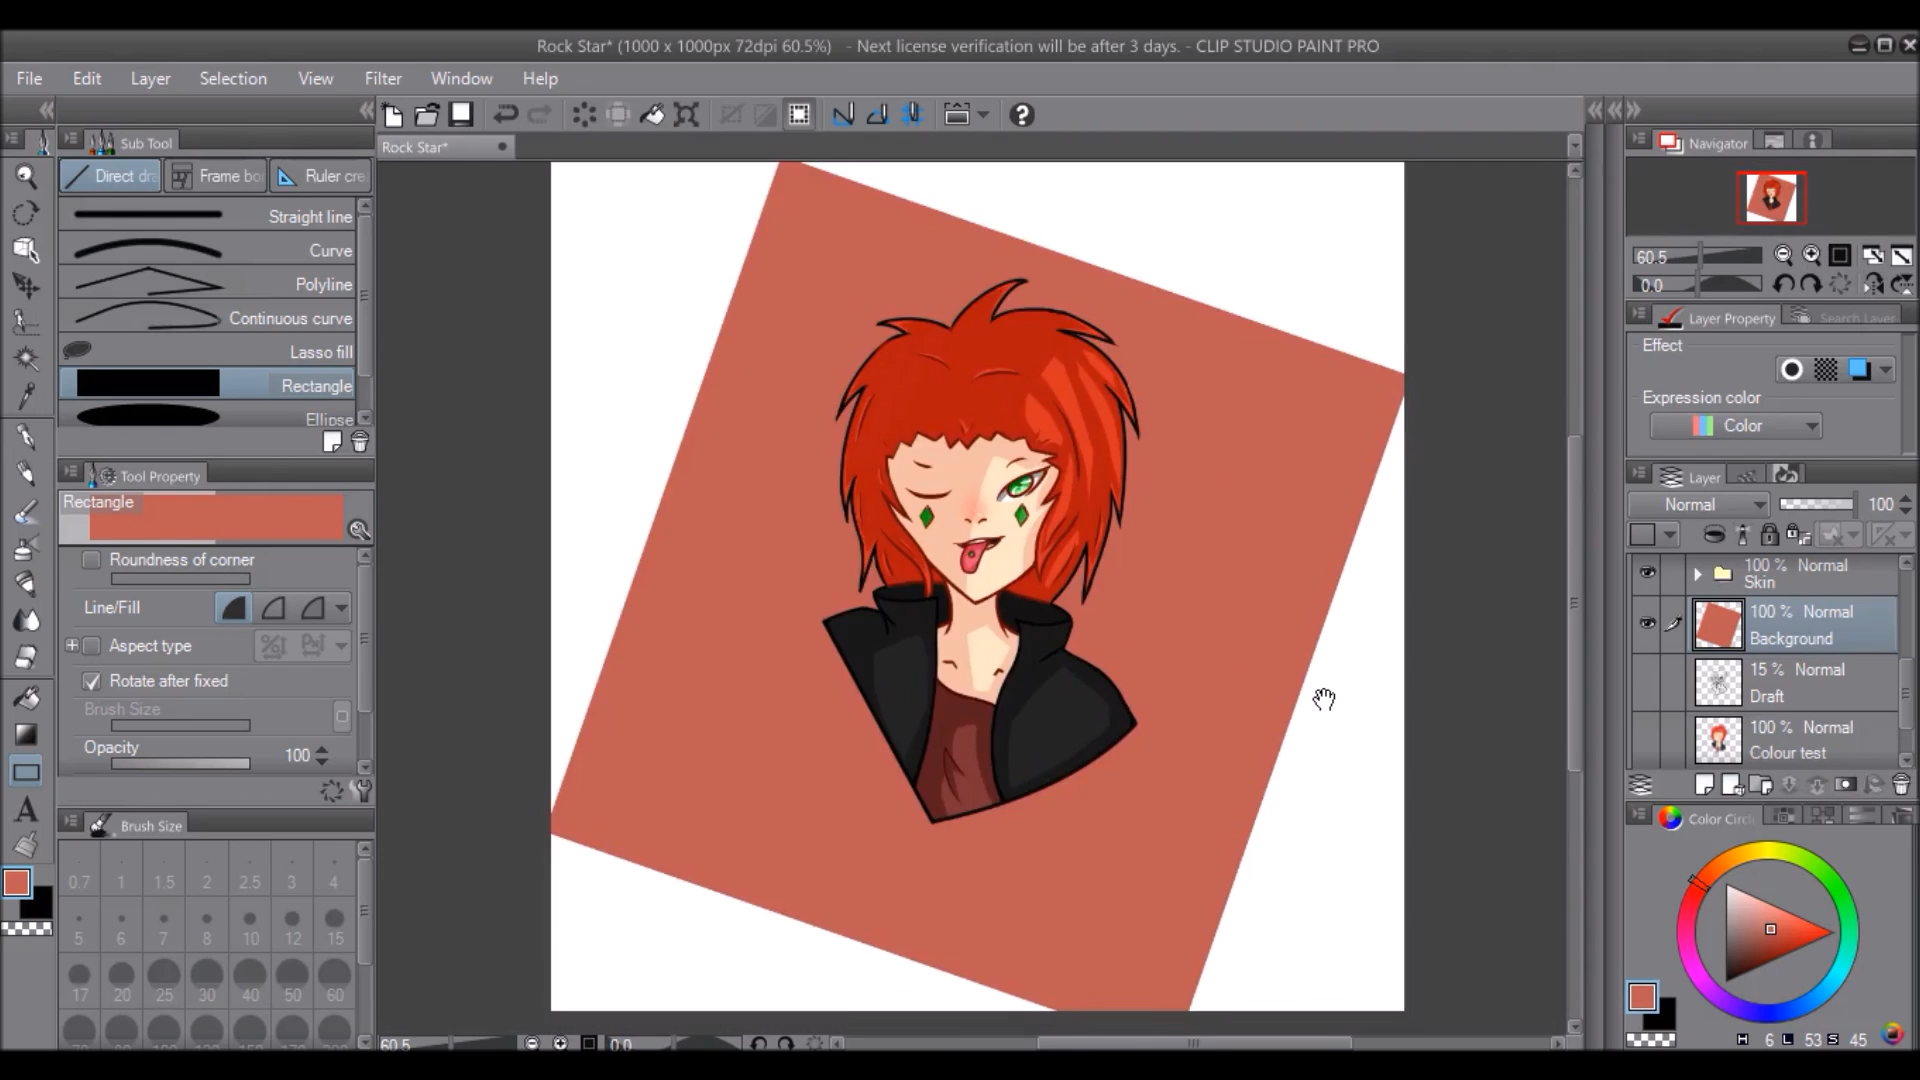 Rock Star* (1000 x 1000px 72dpi 60.5%) - Next license verification will be after 3 days. - CLIP STUDIO PAINT PRO
File Edit Layer Selection View Filter Window Help
Sub Tool
Rock Star*
Navigator
Direct dra Frame bo Ruler cre
Straight line
Curve
Polyline
Continuous curve
Lasso fill
Rectangle
Ellipse
60.5
0.0
Layer Property Search Layer
Effect
Expression color
Color
Tool Property
Rectangle
Roundness of corner
Line/Fill
Aspect type
Rotate after fixed
Brush Size
Opacity 100
Layer
Normal 100
100 % Normal
Skin
100 % Normal
Background
15 % Normal
Draft
100 % Normal
Colour test
Brush Size
0.7 1 1.5 2 2.5 3 4
5 6 7 8 10 12 15
17 20 25 30 40 50 60
A
Color Circ
60.5 0.0
H 6 L 53 S 45